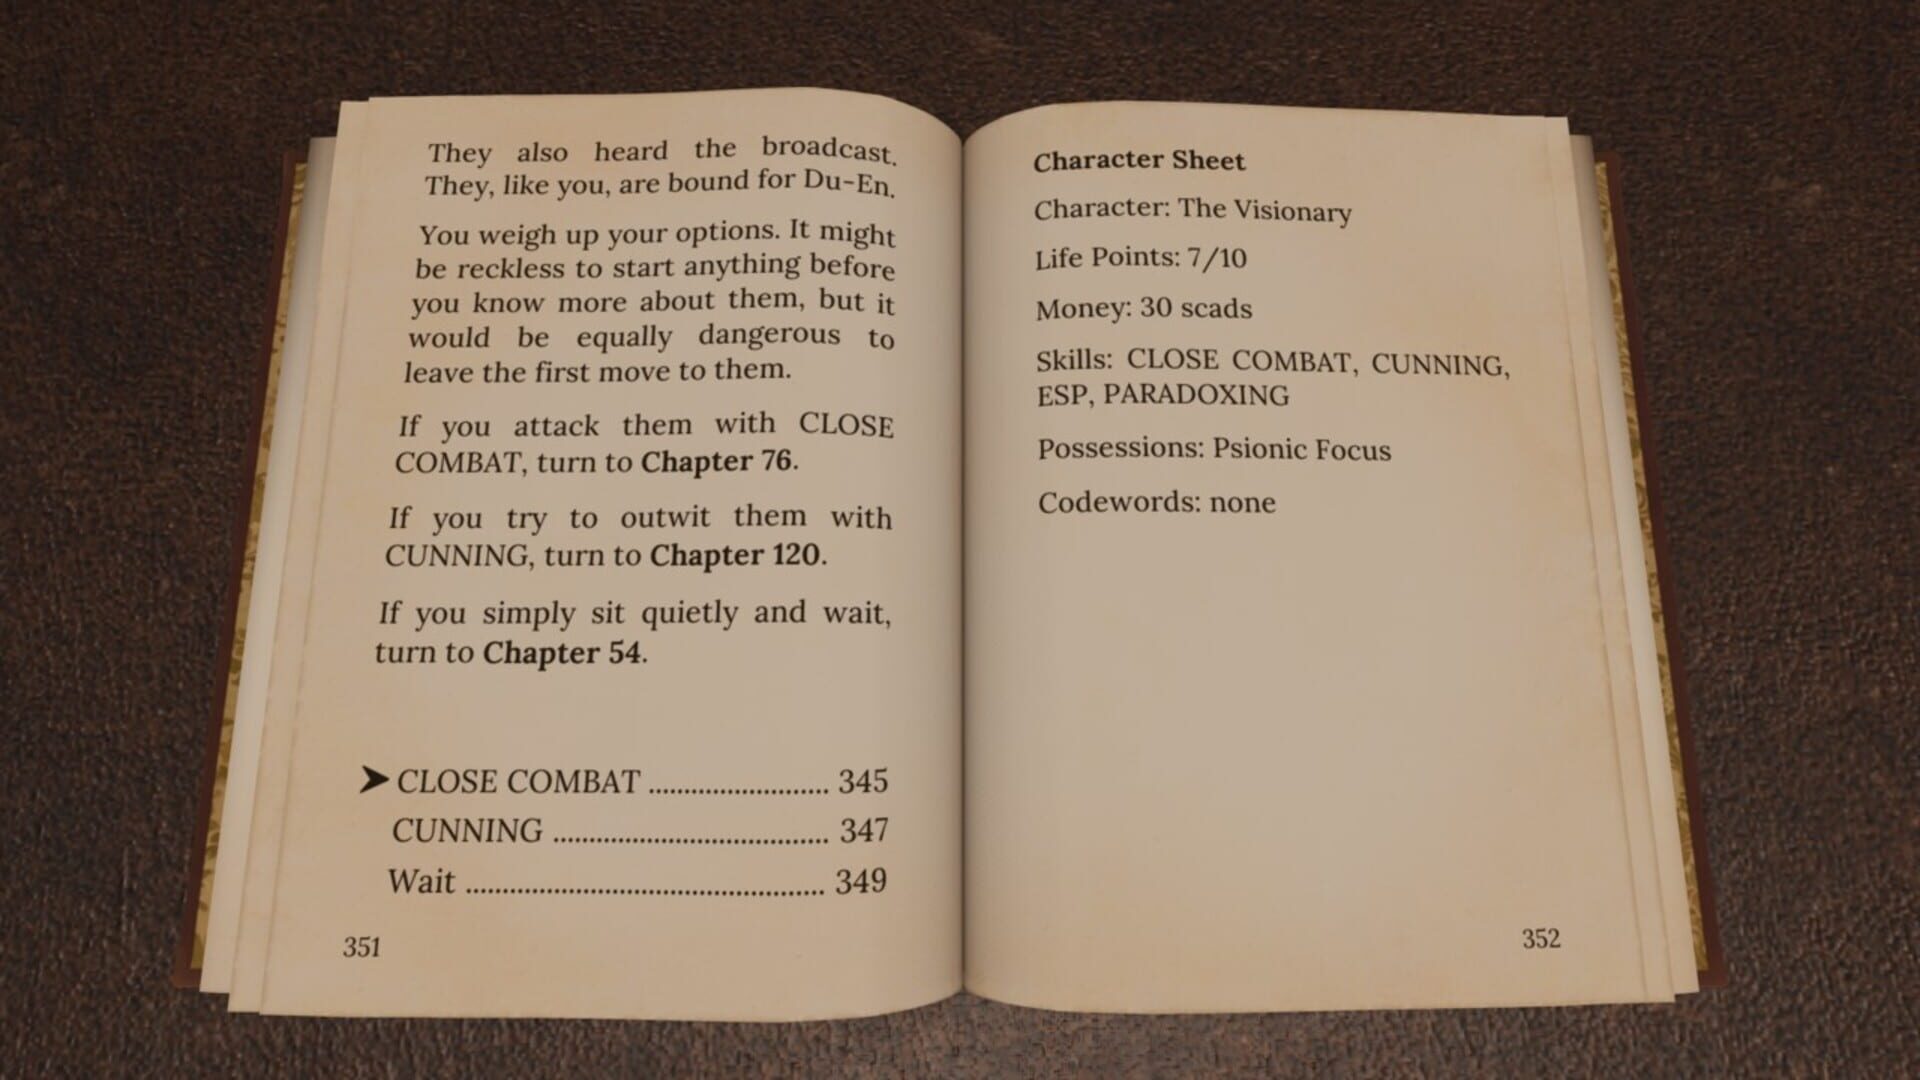 They also heard the broadcast.
They, like you, are bound for Du-En.
You weigh up your options. It might
be reckless to start anything before
you know more about them, but it
would be equally dangerous to
leave the first move to them.
If you attack them with CLOSE
COMBAT, turn to Chapter 76.
If you try to outwit them with
CUNNING, turn to Chapter 120.
If you simply sit quietly and wait,
turn to Chapter 54.
➤ CLOSE COMBAT ......................... 345
CUNNING ....................................... 347
Wait ................................................... 349
351
Character Sheet
Character: The Visionary
Life Points: 7/10
Money: 30 scads
Skills: CLOSE COMBAT, CUNNING,
ESP, PARADOXING
Possessions: Psionic Focus
Codewords: none
352